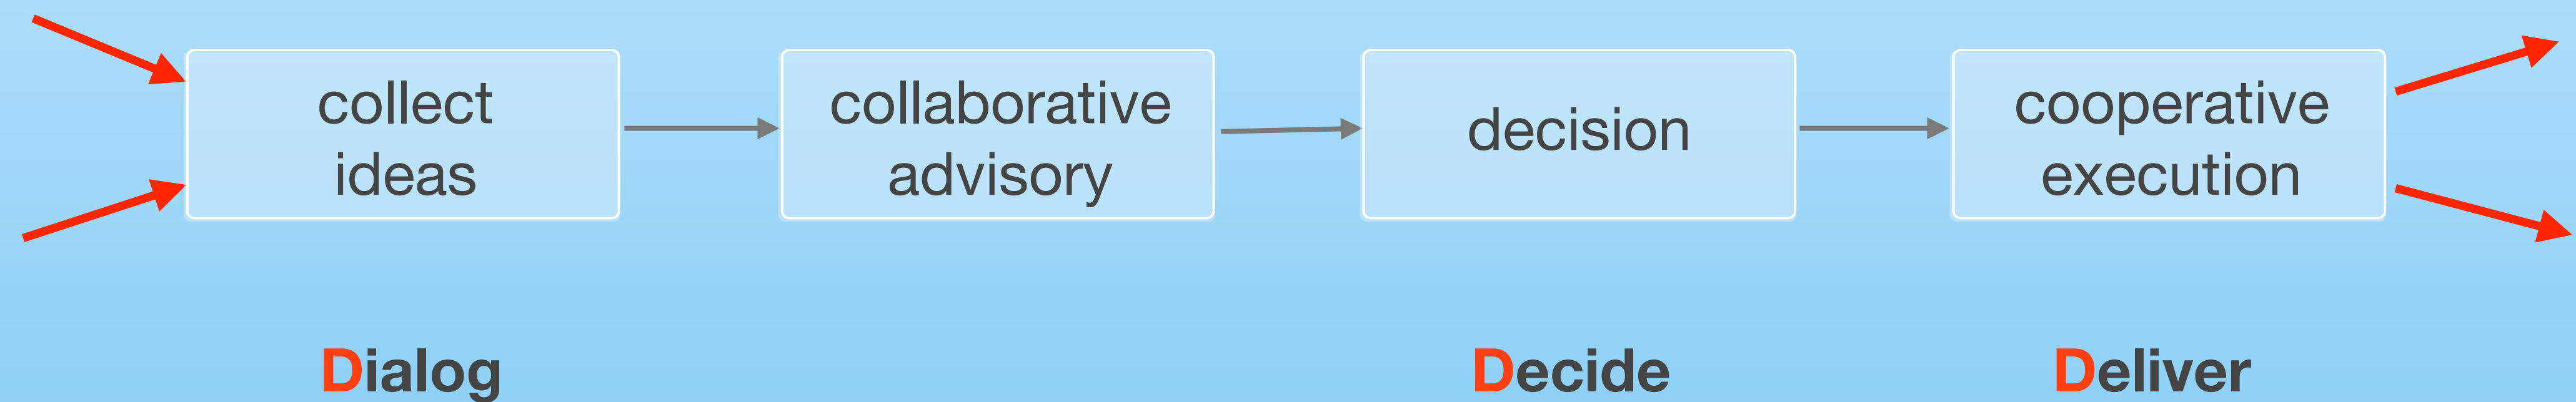 collect
ideas
collaborative
advisory
decision
cooperative
execution
Dialog
Decide
Deliver